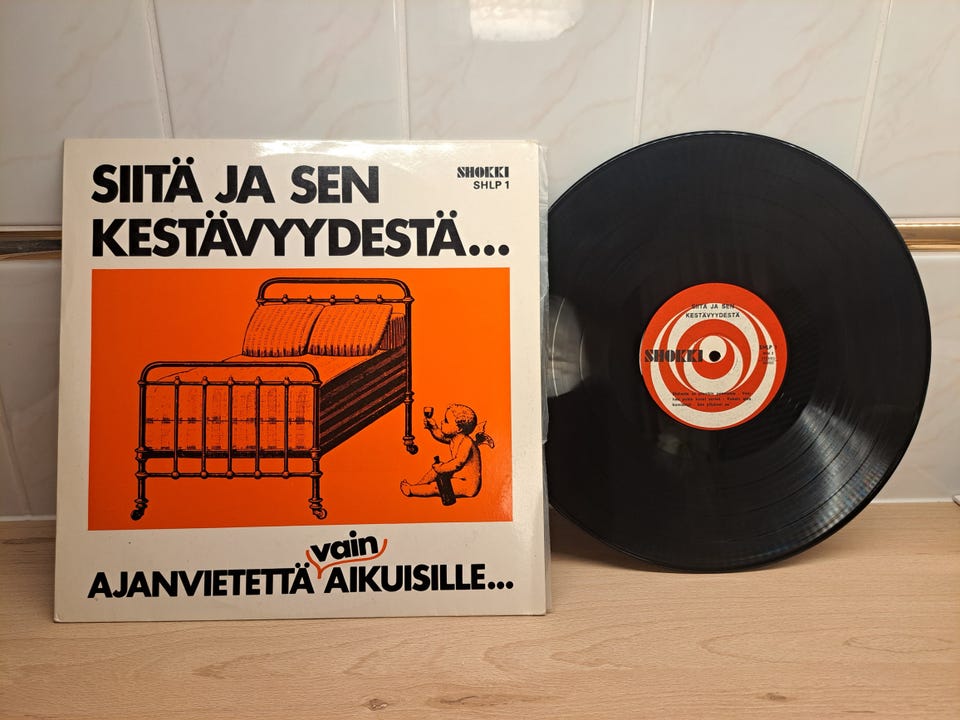 SIITÄ JA SEN
KESTÄVYYDESTÄ...
SHOKKI
SHLP 1
vain
AJANVIETETTÄ AIKUISILLE...
SIITÄ JA SEN
KESTÄVYYDESTÄ
SHOKKI
SHLP 1